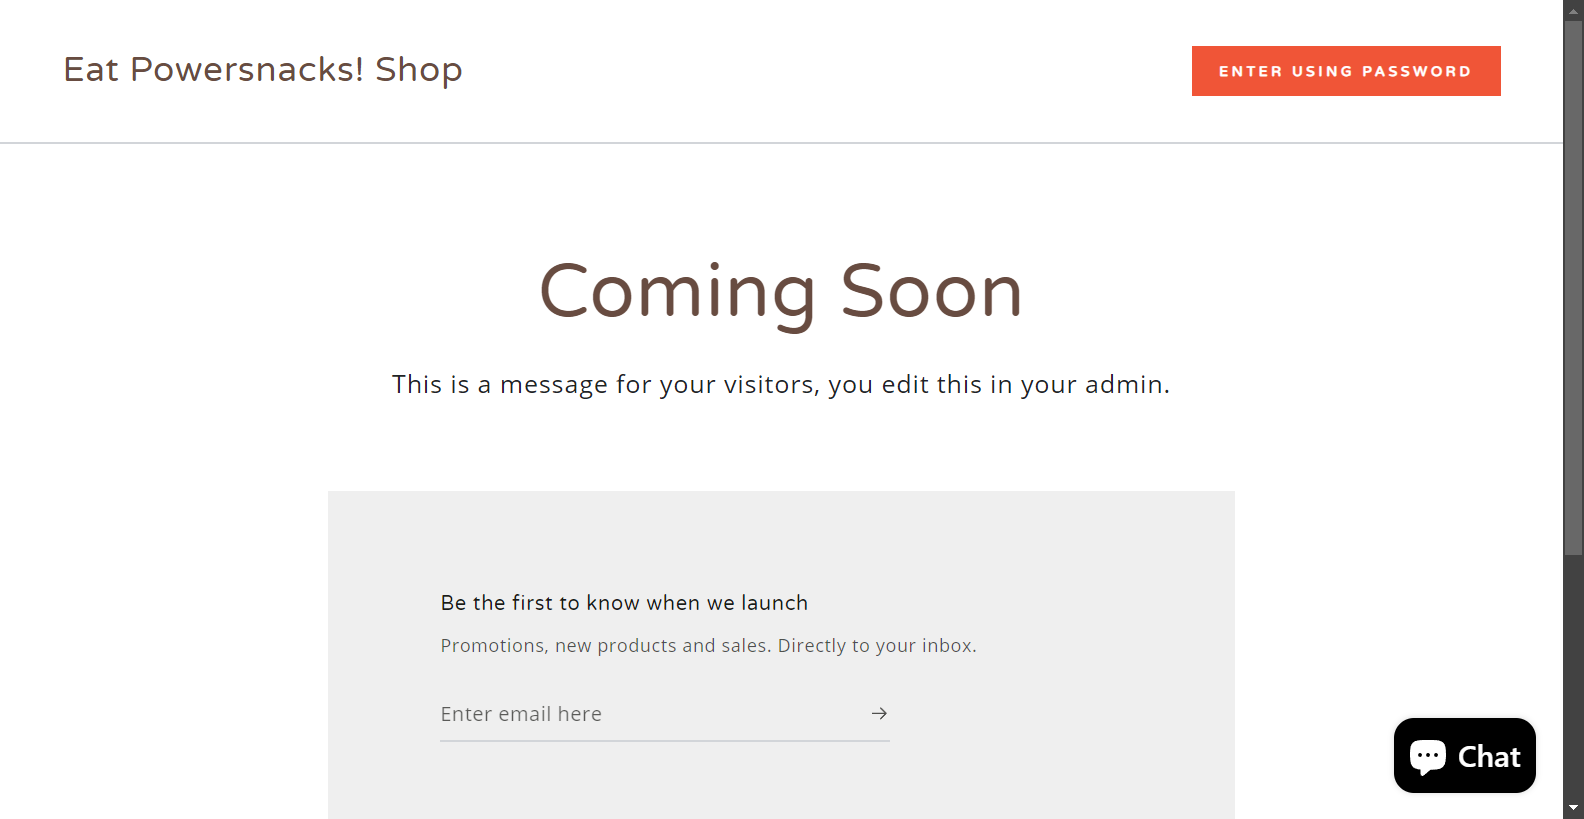 Eat Powersnacks! Shop
ENTER USING PASSWORD
Coming Soon
This is a message for your visitors, you edit this in your admin.
Be the first to know when we launch
Promotions, new products and sales. Directly to your inbox.
Enter email here
Chat